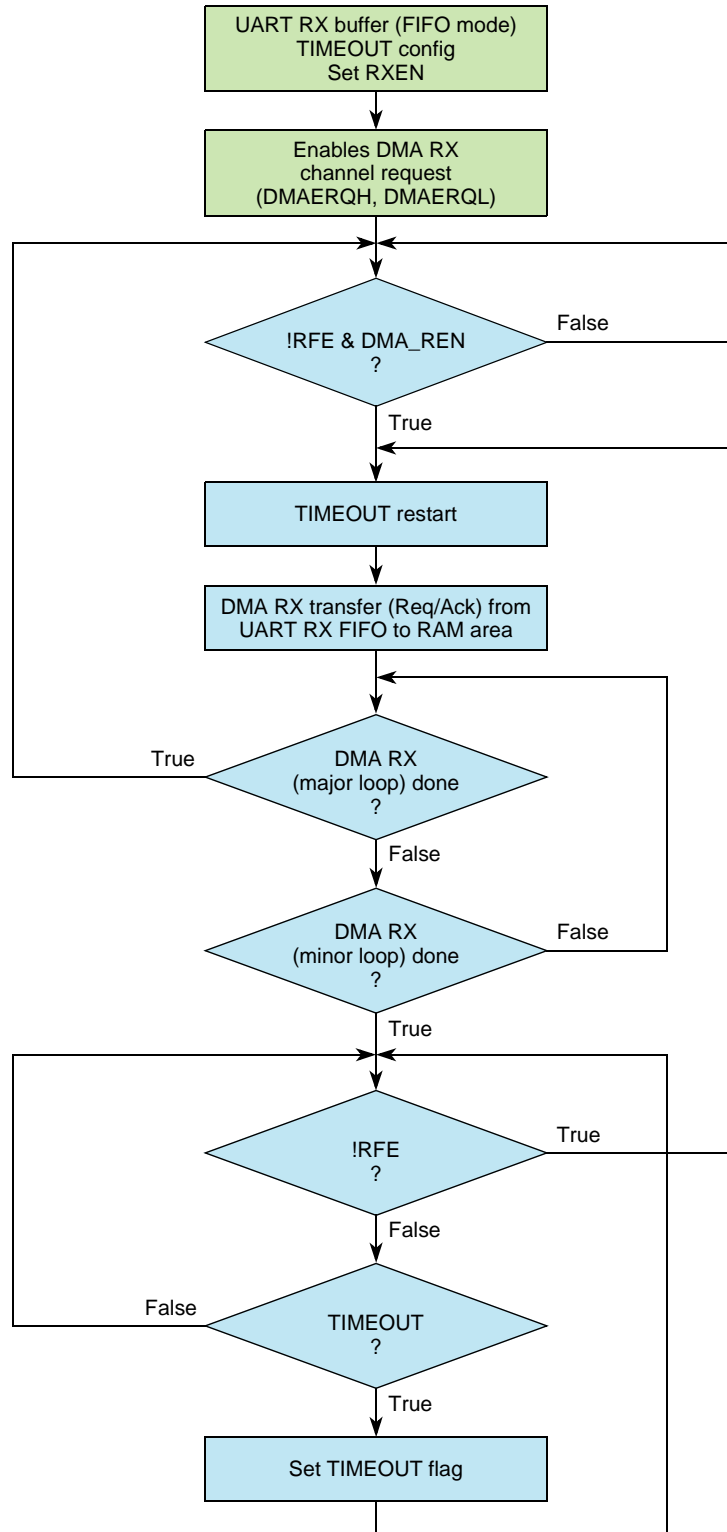 UART RX buffer (FIFO mode)
TIMEOUT config
Set RXEN
Enables DMA RX
channel request
(DMAERQH, DMAERQL)
!RFE & DMA_REN
?
False
True
TIMEOUT restart
DMA RX transfer (Req/Ack) from
UART RX FIFO to RAM area
True
DMA RX
(major loop) done
?
False
DMA RX
(minor loop) done
?
False
True
!RFE
?
True
False
False
TIMEOUT
?
True
Set TIMEOUT flag